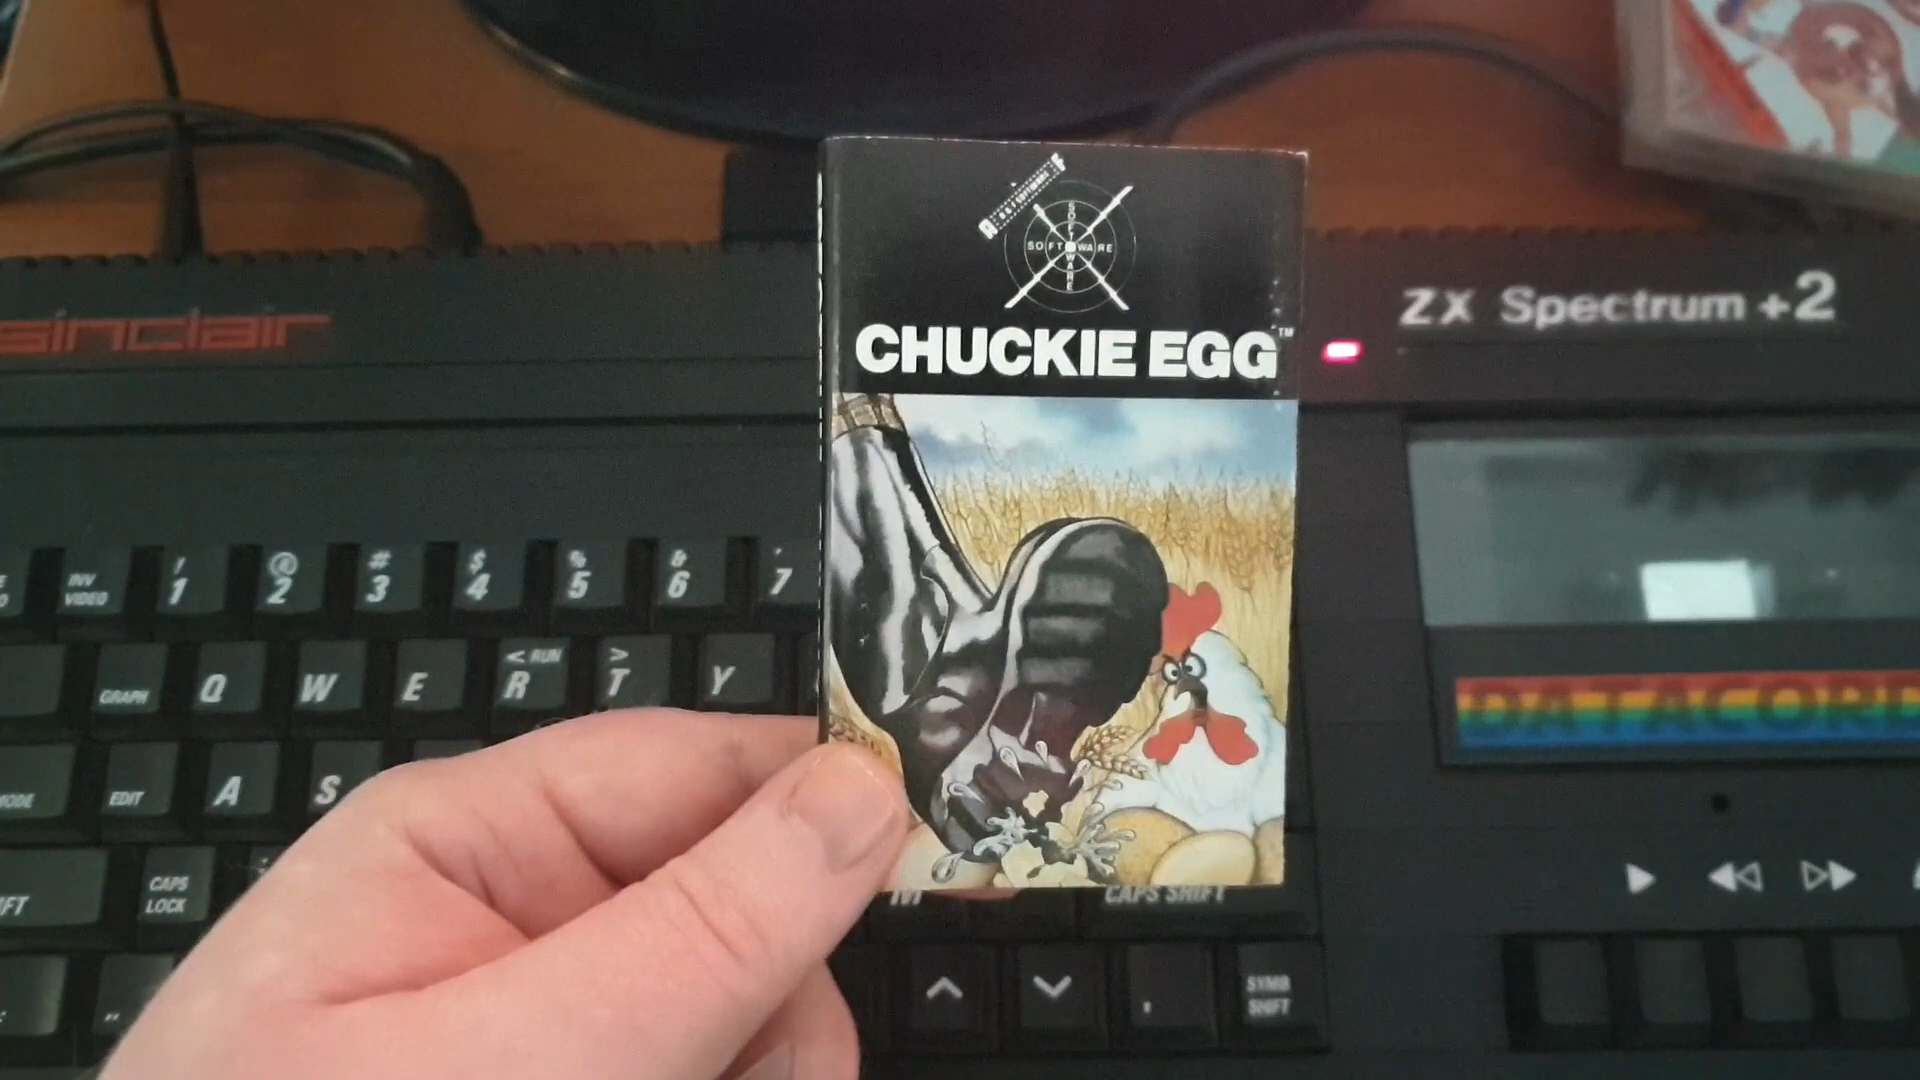 A&F SOFTWARE
SOFTWARE
SOFTWARE
CHUCKIE EGG™
sinclair
ZX Spectrum +2
DATACORDER
INV
VIDEO
! 1
@ 2
# 3
$ 4
% 5
& 6
' 7
GRAPH
Q
W
E
< RUN
R
>
T
Y
EDIT
A
S
CAPS
LOCK
M
CAPS SHIFT
SYMB
SHIFT